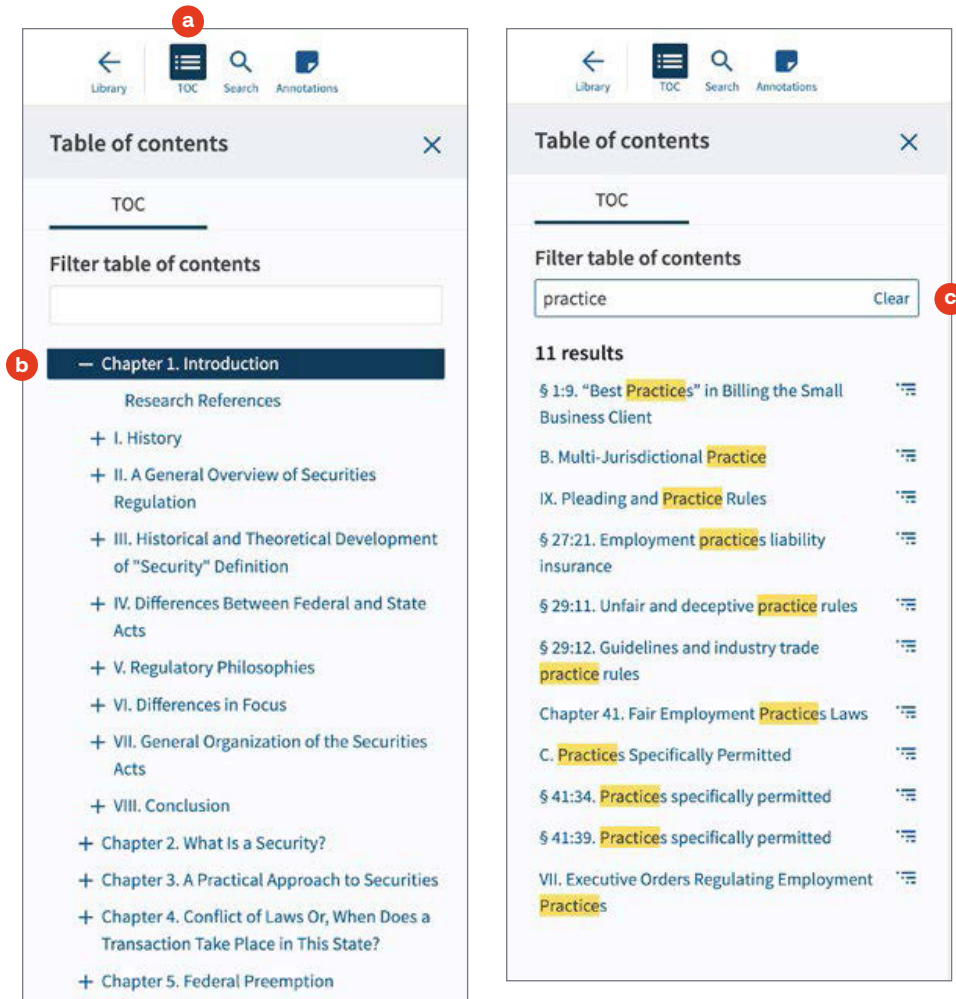 a
Library TOC Search Annotations
Table of contents ×
TOC
Filter table of contents
b
− Chapter 1. Introduction
Research References
+ I. History
+ II. A General Overview of Securities
Regulation
+ III. Historical and Theoretical Development
of "Security" Definition
+ IV. Differences Between Federal and State
Acts
+ V. Regulatory Philosophies
+ VI. Differences in Focus
+ VII. General Organization of the Securities
Acts
+ VIII. Conclusion
+ Chapter 2. What Is a Security?
+ Chapter 3. A Practical Approach to Securities
+ Chapter 4. Conflict of Laws Or, When Does a
Transaction Take Place in This State?
+ Chapter 5. Federal Preemption
Library TOC Search Annotations
Table of contents ×
TOC
Filter table of contents
practice Clear
c
11 results
§ 1:9. “Best Practices” in Billing the Small
Business Client
B. Multi-Jurisdictional Practice
IX. Pleading and Practice Rules
§ 27:21. Employment practices liability
insurance
§ 29:11. Unfair and deceptive practice rules
§ 29:12. Guidelines and industry trade
practice rules
Chapter 41. Fair Employment Practices Laws
C. Practices Specifically Permitted
§ 41:34. Practices specifically permitted
§ 41:39. Practices specifically permitted
VII. Executive Orders Regulating Employment
Practices